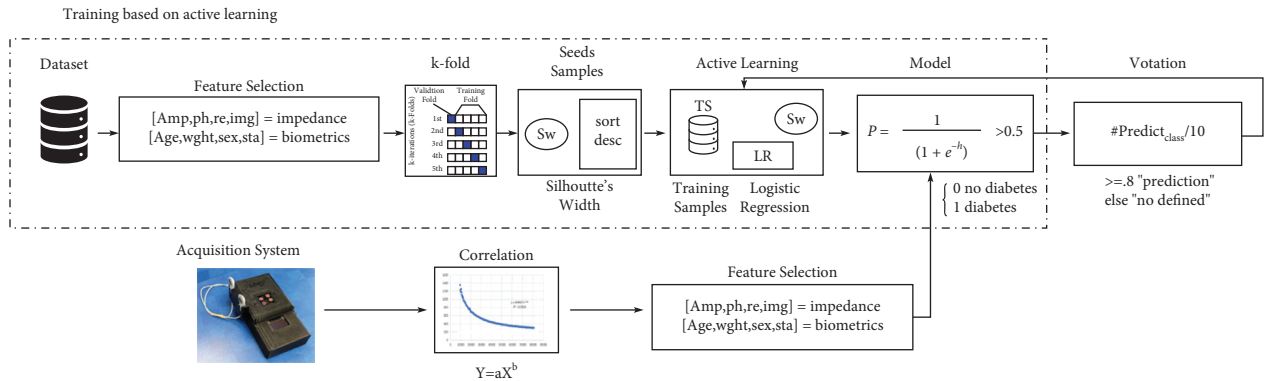 Training based on active learning
Dataset
Feature Selection
[Amp,ph,re,img] = impedance
[Age,wght,sex,sta] = biometrics
k-fold
Validtion Fold
Training Fold
k-iterations (k-Folds)
1st
2nd
3rd
4th
5th
Seeds
Samples
Sw
sort
desc
Silhoutte's
Width
Active Learning
TS
Sw
LR
Training
Samples
Logistic
Regression
Model
P = 1 / (1 + e^{-h}) >0.5
0 no diabetes
1 diabetes
Votation
#Predict_{class}/10
>=.8 "prediction"
else "no defined"
Acquisition System
Correlation
Y=aX^b
Feature Selection
[Amp,ph,re,img] = impedance
[Age,wght,sex,sta] = biometrics